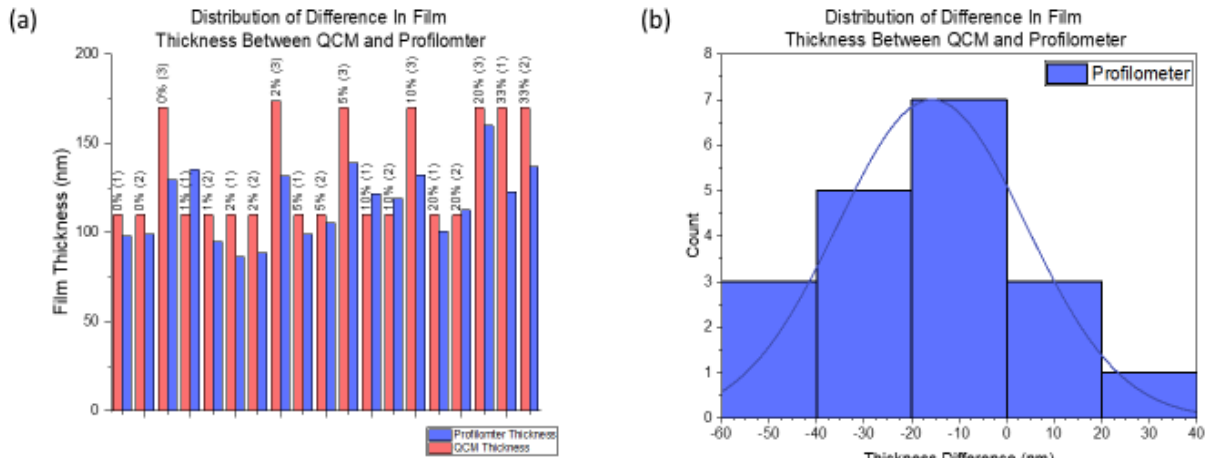 (a)
Distribution of Difference In Film
Thickness Between QCM and Profilomter
Film Thickness (nm)
200
150
100
50
0
0% (1)
0% (2)
0% (3)
1% (1)
1% (2)
2% (1)
2% (2)
2% (3)
5% (1)
5% (2)
5% (3)
10% (1)
10% (2)
10% (3)
20% (1)
20% (2)
20% (3)
33% (1)
33% (2)
Profilomter Thickness
QCM Thickness
(b)
Distribution of Difference In Film
Thickness Between QCM and Profilometer
Profilometer
Count
8
7
6
5
4
3
2
1
0
-60 -50 -40 -30 -20 -10 0 10 20 30 40
Thickness Difference (nm)